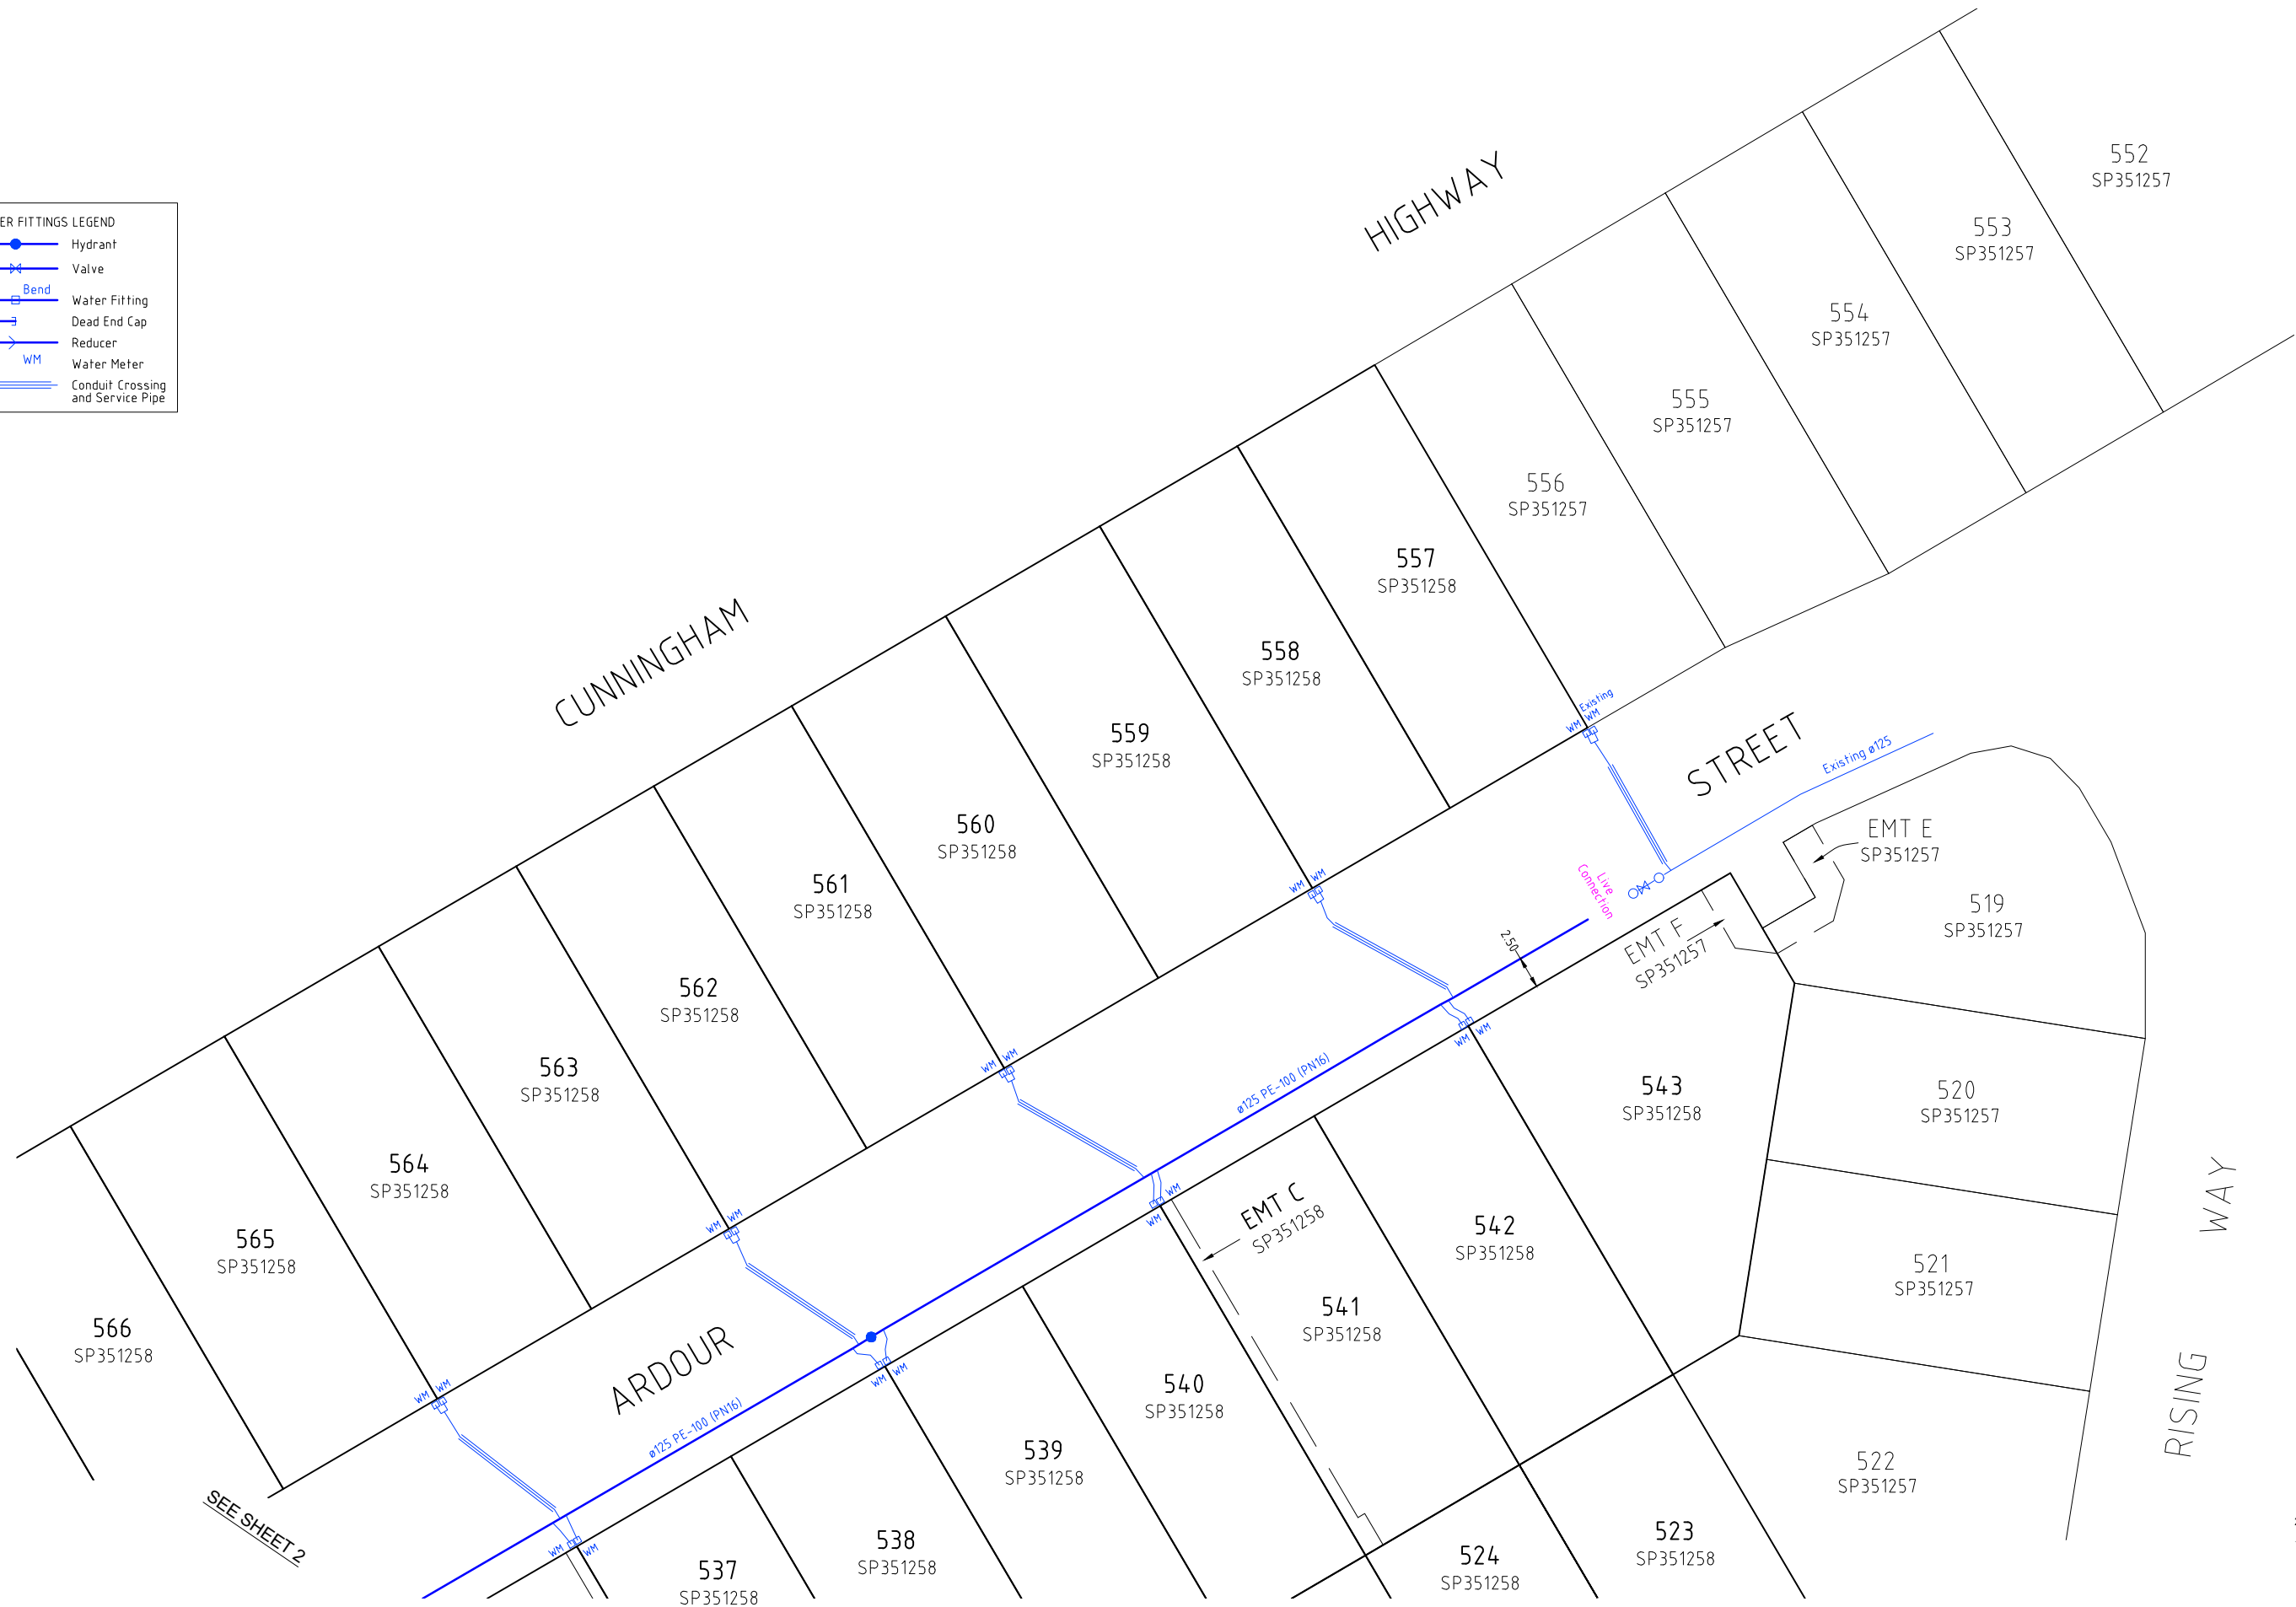 ER FITTINGS LEGEND
Hydrant
Valve
Bend
Water Fitting
Dead End Cap
Reducer
WM
Water Meter
Conduit Crossing
and Service Pipe
CUNNINGHAM
HIGHWAY
552
SP351257
553
SP351257
554
SP351257
555
SP351257
556
SP351257
557
SP351258
558
SP351258
559
SP351258
560
SP351258
561
SP351258
562
SP351258
563
SP351258
564
SP351258
565
SP351258
566
SP351258
Existing
WM WM
WM WM
WM WM
WM WM
WM WM
ARDOUR
STREET
Existing ø125
Live
Connection
2.50
ø125 PE-100 (PN16)
ø125 PE-100 (PN16)
WM WM
WM WM
WM WM
WM WM
EMT E
SP351257
EMT F
SP351257
EMT C
SP351258
519
SP351257
520
SP351257
521
SP351257
522
SP351257
523
SP351258
524
SP351258
543
SP351258
542
SP351258
541
SP351258
540
SP351258
539
SP351258
538
SP351258
537
SP351258
RISING
WAY
SEE SHEET 2